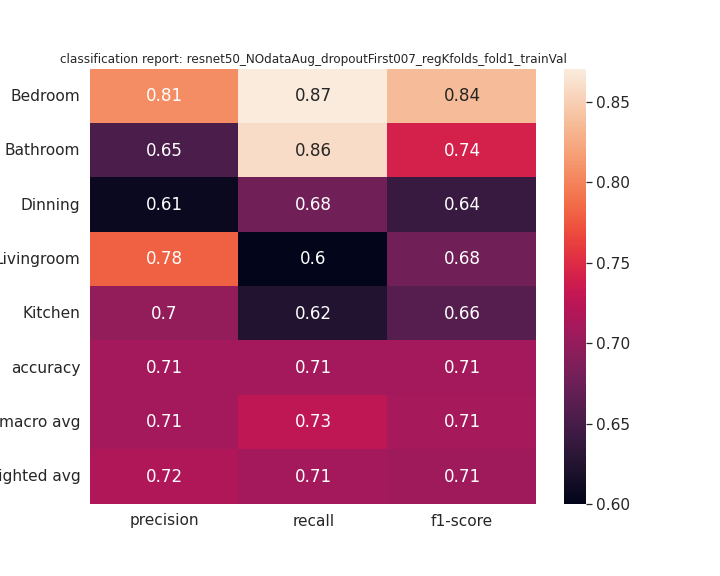 classification report: resnet50_NOdataAug_dropoutFirst007_regKfolds_fold1_trainVal
Bedroom 0.81 0.87 0.84
Bathroom 0.65 0.86 0.74
Dinning 0.61 0.68 0.64
Livingroom 0.78 0.6 0.68
Kitchen 0.7 0.62 0.66
accuracy 0.71 0.71 0.71
macro avg 0.71 0.73 0.71
ighted avg 0.72 0.71 0.71
precision recall f1-score
0.85
0.80
0.75
0.70
0.65
0.60